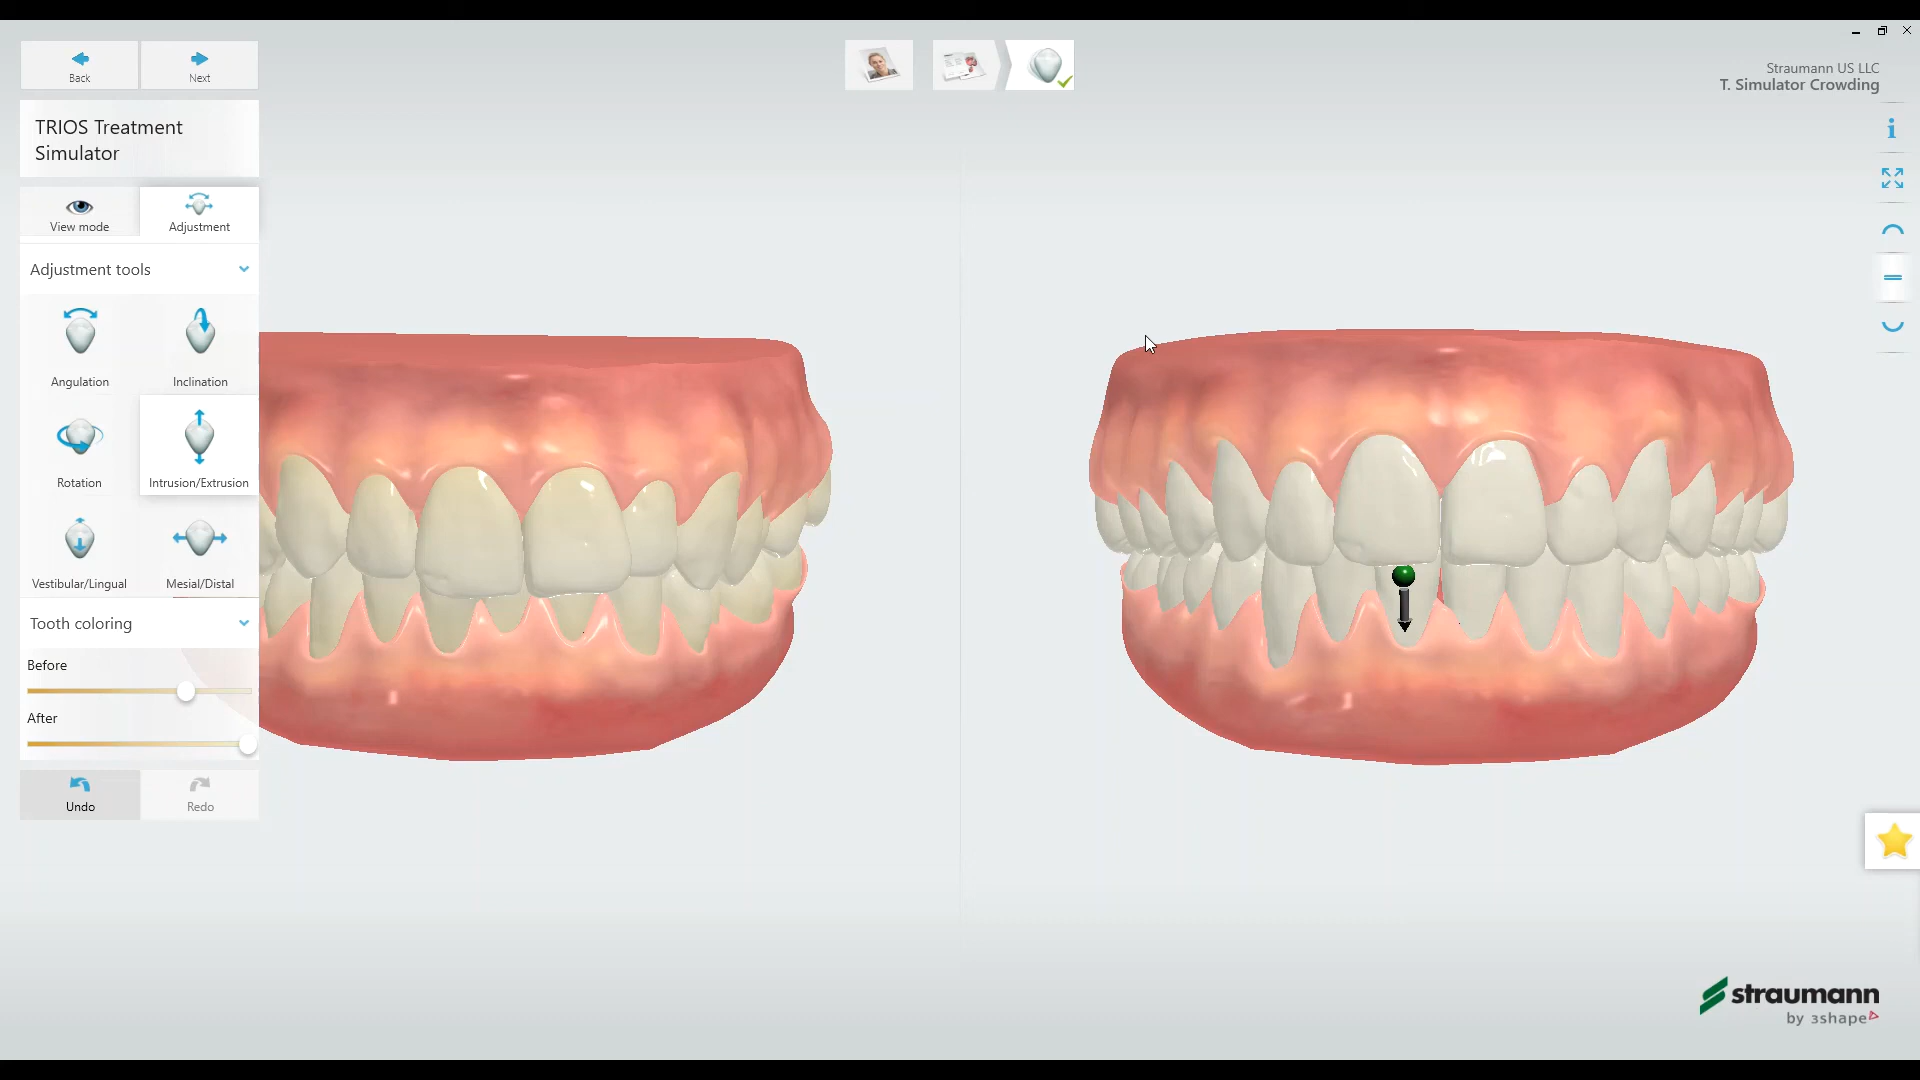 Back
Next
Straumann US LLC
T. Simulator Crowding
TRIOS Treatment
Simulator
View mode
Adjustment
Adjustment tools
Angulation
Inclination
Rotation
Intrusion/Extrusion
Vestibular/Lingual
Mesial/Distal
Tooth coloring
Before
After
Undo
Redo
straumann
by 3shape